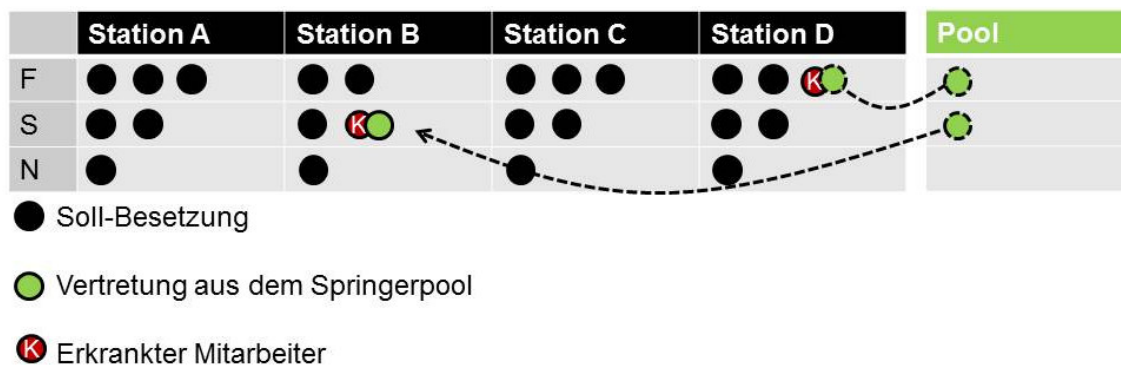 Station A Station B Station C Station D Pool
F K
S K
N
Soll-Besetzung
Vertretung aus dem Springerpool
K Erkrankter Mitarbeiter